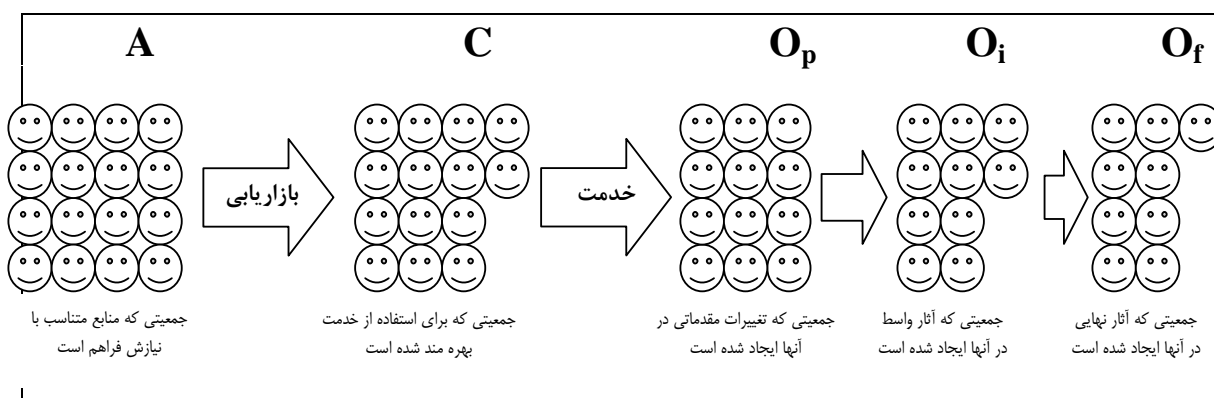 A
C
Op
Oi
Of
بازاریابی
خدمت
جمعیتی که منابع متناسب با
نیازش فراهم است
جمعیتی که برای استفاده از خدمت
بهره مند شده است
جمعیتی که تغییرات مقدماتی در
آنها ایجاد شده است
جمعیتی که آثار واسط
در آنها ایجاد شده است
جمعیتی که آثار نهایی
در آنها ایجاد شده است